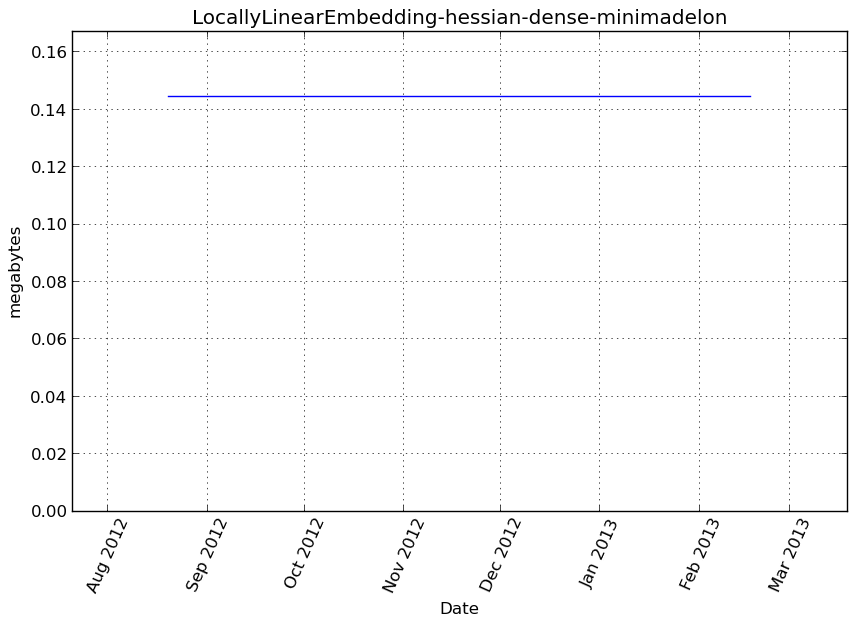 LocallyLinearEmbedding-hessian-dense-minimadelon
0.16
0.14
0.12
0.10
0.08
0.06
0.04
0.02
0.00
megabytes
Aug 2012
Sep 2012
Oct 2012
Nov 2012
Dec 2012
Jan 2013
Feb 2013
Mar 2013
Date